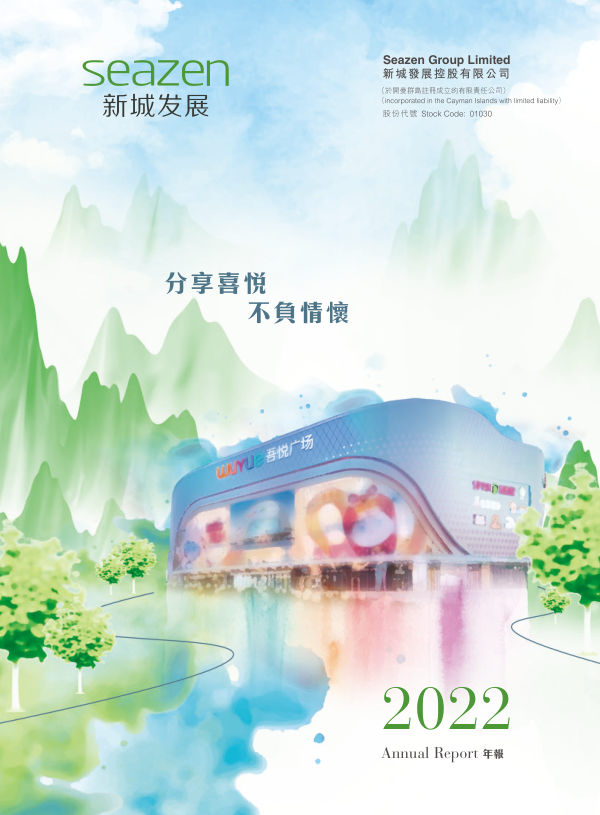 seazen
新城发展
Seazen Group Limited
新城發展控股有限公司
(於開曼群島註冊成立的有限責任公司)
(incorporated in the Cayman Islands with limited liability)
股份代號 Stock Code: 01030
分享喜悅
不負情懷
wuyue 吾悦广场
2022
Annual Report 年報